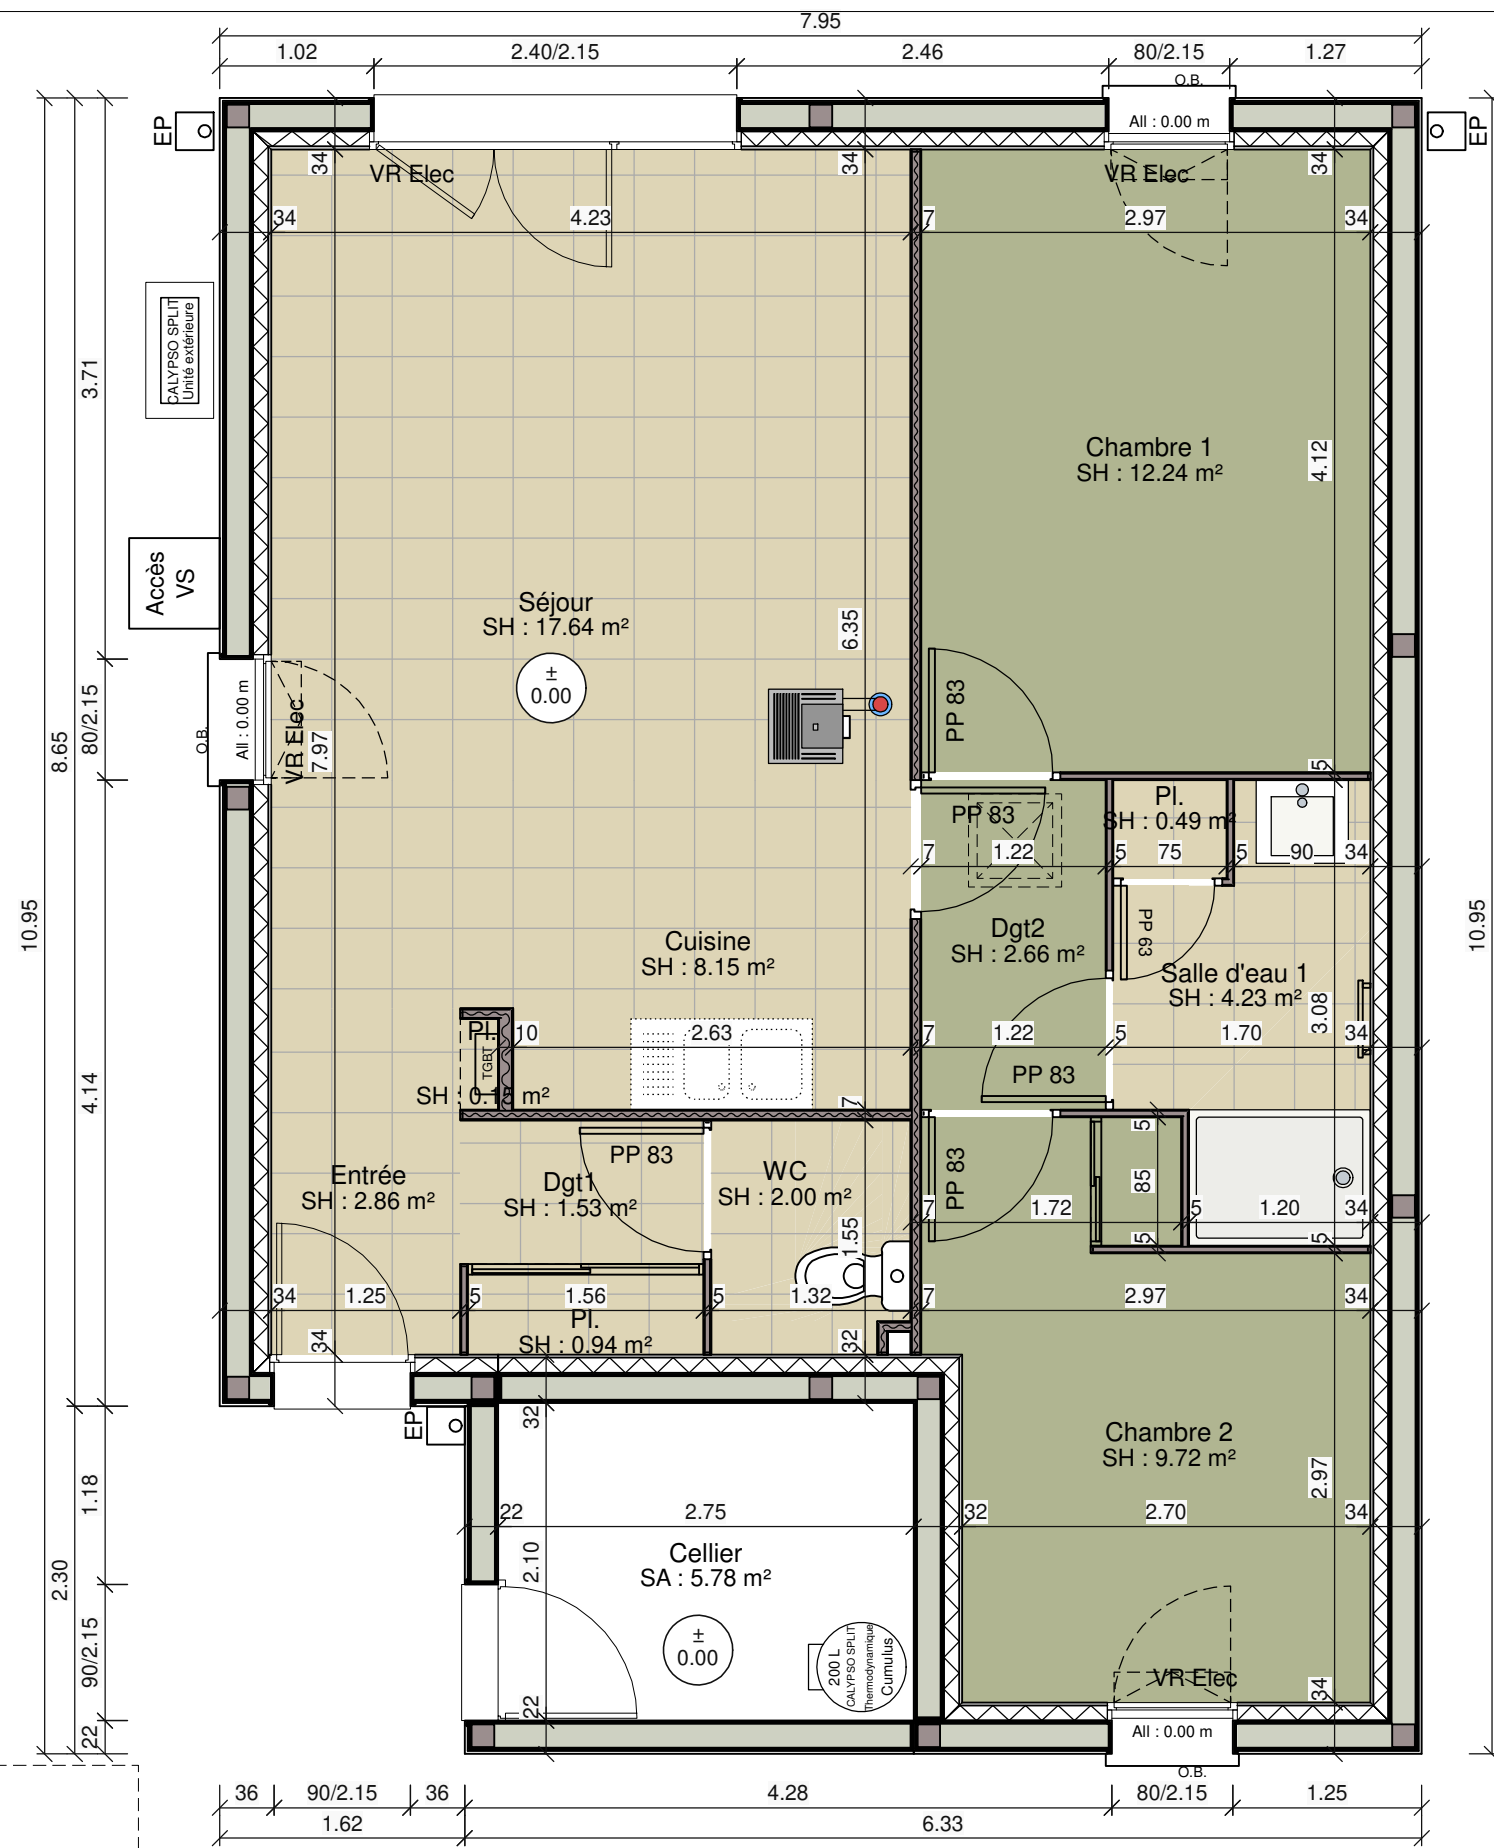 7.95
1.02
2.40/2.15
2.46
80/2.15
1.27
O.B.
EP
All : 0.00 m
EP
34
VR Elec
34
VR Elec
34
34
4.23
7
2.97
34
CALYPSO SPLIT
Unité extérieure
3.71
Chambre 1
SH : 12.24 m²
4.12
Accès
VS
Séjour
SH : 17.64 m²
6.35
±
0.00
80/2.15
8.65
O.B.
All : 0.00 m
VR Elec
7.97
PP 83
5
PP 83
Pl.
SH : 0.49 m²
7
1.22
5
75
5
90
34
10.95
10.95
Cuisine
SH : 8.15 m²
Dgt2
SH : 2.66 m²
PP 63
Salle d'eau 1
SH : 4.23 m²
3.08
Pl.
TGBT
10
2.63
7
1.22
5
1.70
34
SH : 0.15 m²
4.14
PP 83
7
Entrée
SH : 2.86 m²
Dgt1
SH : 1.53 m²
PP 83
WC
SH : 2.00 m²
1.55
PP 83
5
85
5
7
1.72
5
1.20
34
5
34
1.25
5
1.56
5
1.32
7
2.97
34
34
Pl.
SH : 0.94 m²
32
EP
32
Chambre 2
SH : 9.72 m²
2.97
1.18
22
2.75
32
2.70
34
2.10
Cellier
SA : 5.78 m²
2.30
±
0.00
200 L
CALYPSO SPLIT
Thermodynamique
Cumulus
90/2.15
22
22
VR Elec
34
All : 0.00 m
O.B.
36
90/2.15
36
4.28
80/2.15
1.25
1.62
6.33